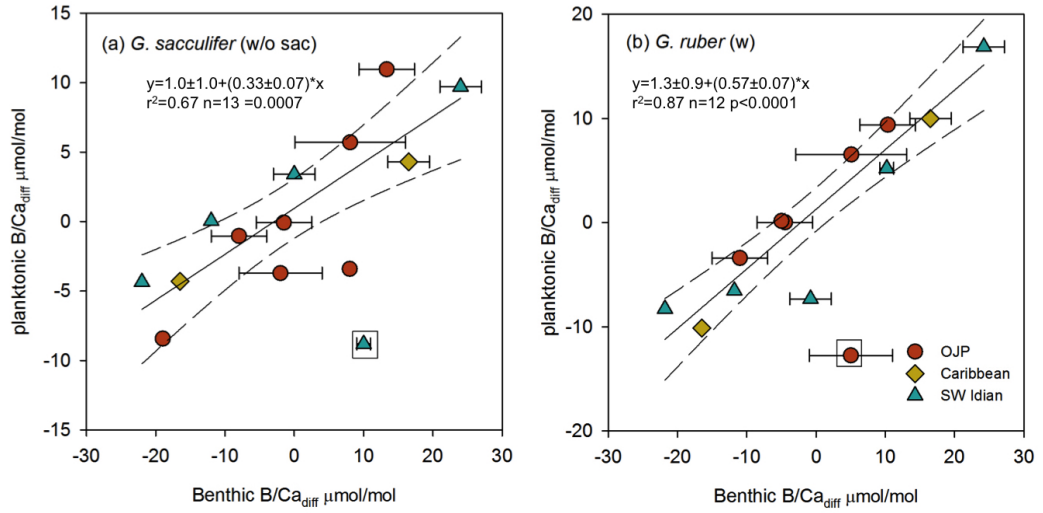 (a) G. sacculifer (w/o sac)
y=1.0±1.0+(0.33±0.07)*x
r²=0.67 n=13 =0.0007
planktonic B/Ca_diff μmol/mol
15
10
5
0
-5
-10
-15
-30 -20 -10 0 10 20 30
Benthic B/Ca_diff μmol/mol
(b) G. ruber (w)
y=1.3±0.9+(0.57±0.07)*x
r²=0.87 n=12 p<0.0001
planktonic B/Ca_diff μmol/mol
20
10
0
-10
-20
OJP
Caribbean
SW Idian
-30 -20 -10 0 10 20 30
Benthic B/Ca_diff μmol/mol